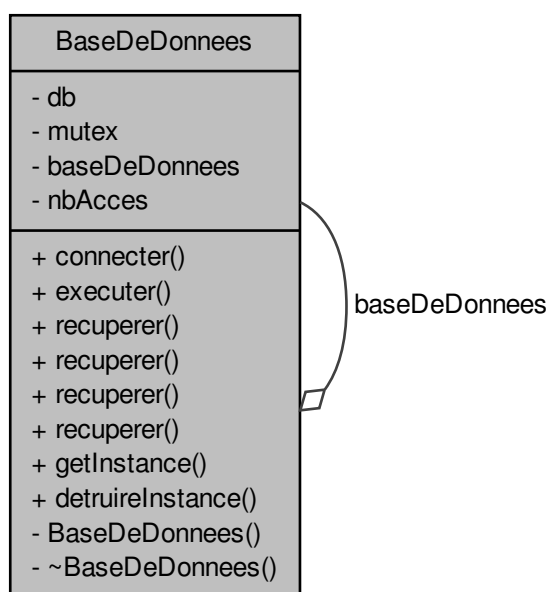 BaseDeDonnees
- db
- mutex
- baseDeDonnees
- nbAcces
+ connecter()
+ executer()
+ recuperer()
+ recuperer()
+ recuperer()
+ recuperer()
+ getInstance()
+ detruireInstance()
- BaseDeDonnees()
- ~BaseDeDonnees()
baseDeDonnees